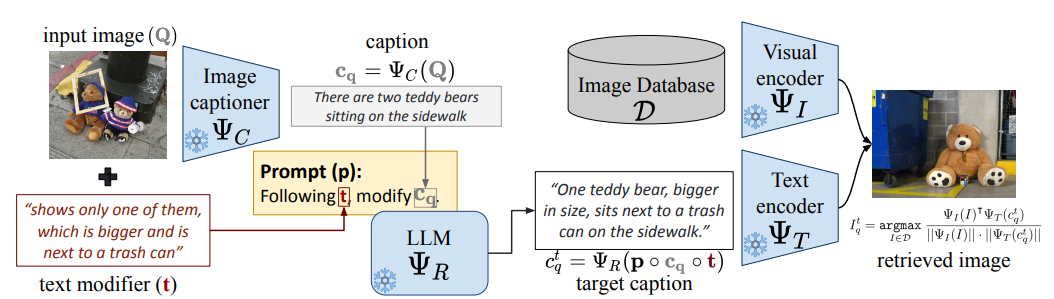 input image (Q)
Image
captioner
Ψ_C
caption
c_q = Ψ_C(Q)
There are two teddy bears
sitting on the sidewalk
Prompt (p):
Following t, modify c_q.
“shows only one of them,
which is bigger and is
next to a trash can”
text modifier (t)
LLM
Ψ_R
Image Database
𝒟
“One teddy bear, bigger
in size, sits next to a trash
can on the sidewalk.”
c_q^t = Ψ_R(p ∘ c_q ∘ t)
target caption
Visual
encoder
Ψ_I
Text
encoder
Ψ_T
I_q^t = argmax_{I∈𝒟} Ψ_I(I)^⊤Ψ_T(c_q^t) / ||Ψ_I(I)|| · ||Ψ_T(c_q^t)||
retrieved image